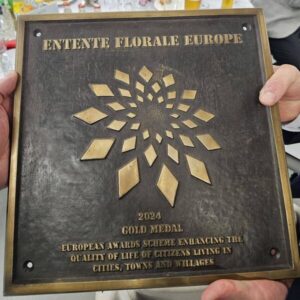 ENTENTE FLORALE EUROPE
2024
GOLD MEDAL
EUROPEAN AWARDS SCHEME ENHANCING THE
QUALITY OF LIFE OF CITIZENS LIVING IN
CITIES, TOWNS AND WILLAGES